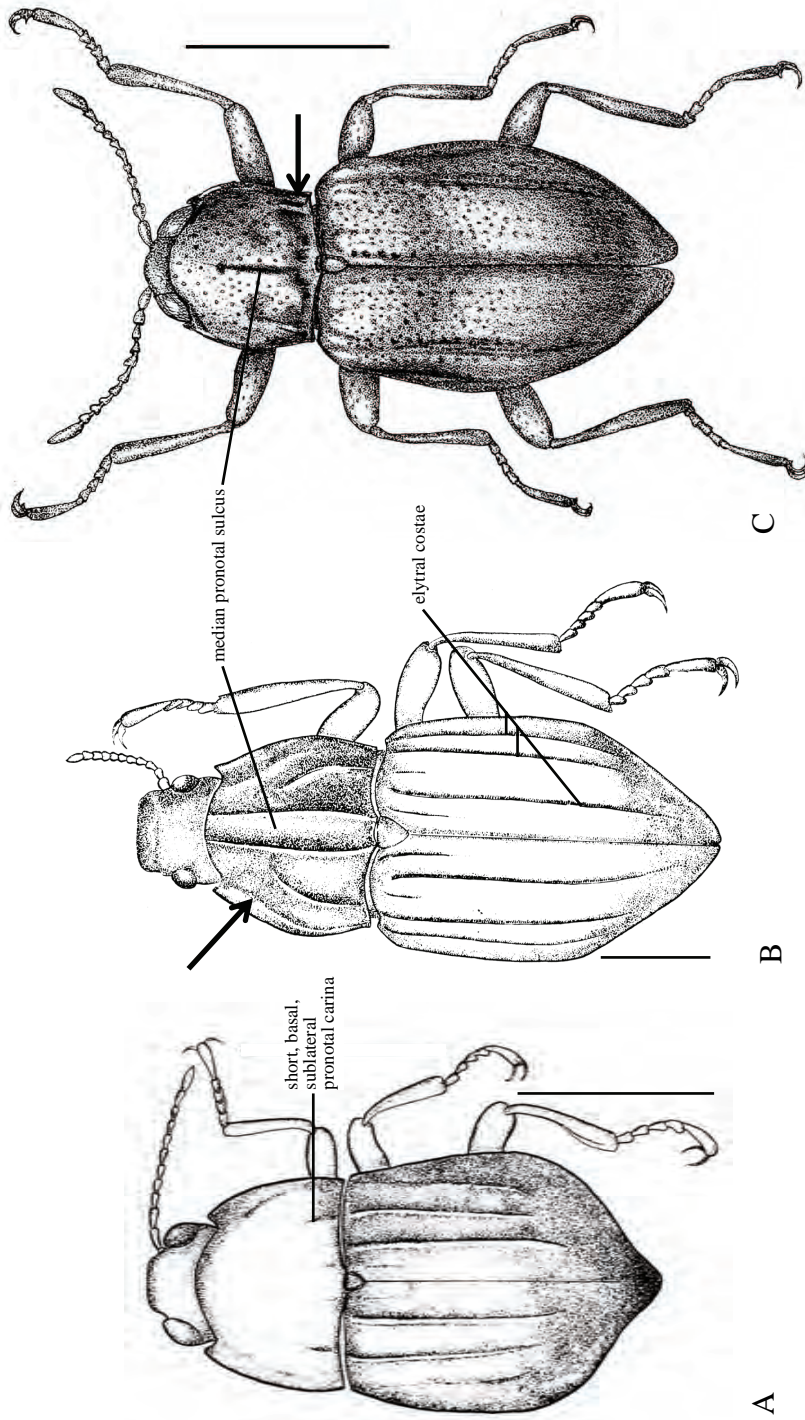 A
short, basal,
sublateral
pronotal carina
B
median pronotal sulcus
elytral costae
C